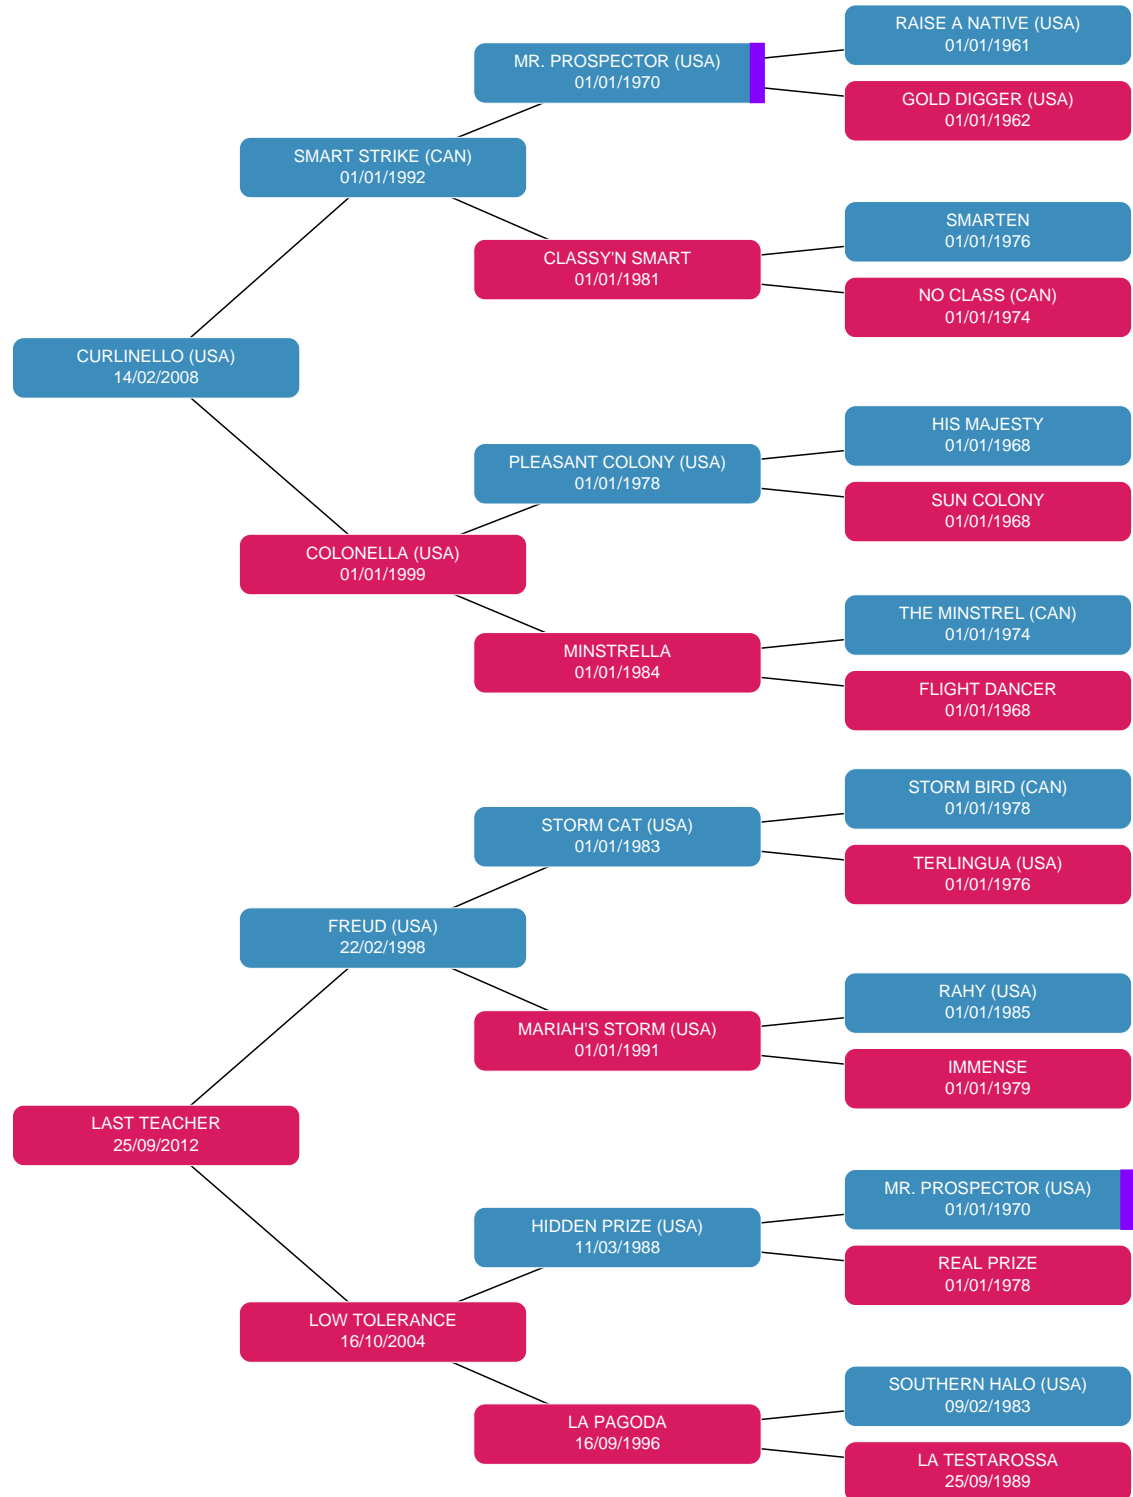 RAISE A NATIVE (USA)
01/01/1961
MR. PROSPECTOR (USA)
01/01/1970
GOLD DIGGER (USA)
01/01/1962
SMART STRIKE (CAN)
01/01/1992
SMARTEN
01/01/1976
CLASSY'N SMART
01/01/1981
NO CLASS (CAN)
01/01/1974
CURLINELLO (USA)
14/02/2008
HIS MAJESTY
01/01/1968
PLEASANT COLONY (USA)
01/01/1978
SUN COLONY
01/01/1968
COLONELLA (USA)
01/01/1999
THE MINSTREL (CAN)
01/01/1974
MINSTRELLA
01/01/1984
FLIGHT DANCER
01/01/1968
STORM BIRD (CAN)
01/01/1978
STORM CAT (USA)
01/01/1983
TERLINGUA (USA)
01/01/1976
FREUD (USA)
22/02/1998
RAHY (USA)
01/01/1985
MARIAH'S STORM (USA)
01/01/1991
IMMENSE
01/01/1979
LAST TEACHER
25/09/2012
MR. PROSPECTOR (USA)
01/01/1970
HIDDEN PRIZE (USA)
11/03/1988
REAL PRIZE
01/01/1978
LOW TOLERANCE
16/10/2004
SOUTHERN HALO (USA)
09/02/1983
LA PAGODA
16/09/1996
LA TESTAROSSA
25/09/1989